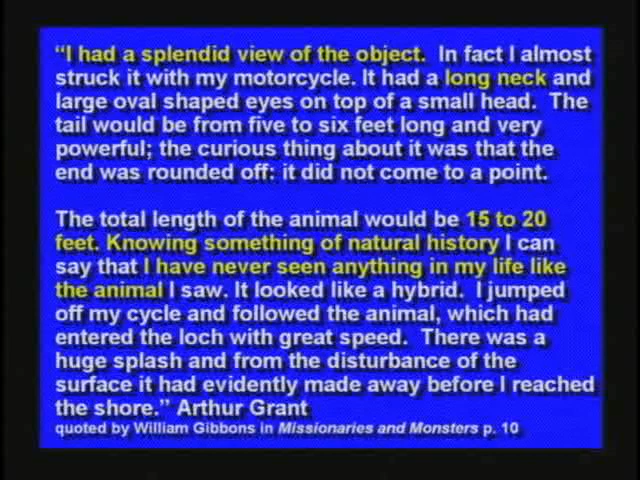 “I had a splendid view of the object. In fact I almost
struck it with my motorcycle. It had a long neck and
large oval shaped eyes on top of a small head. The
tail would be from five to six feet long and very
powerful; the curious thing about it was that the
end was rounded off: it did not come to a point.
The total length of the animal would be 15 to 20
feet. Knowing something of natural history I can
say that I have never seen anything in my life like
the animal I saw. It looked like a hybrid. I jumped
off my cycle and followed the animal, which had
entered the loch with great speed. There was a
huge splash and from the disturbance of the
surface it had evidently made away before I reached
the shore.” Arthur Grant
quoted by William Gibbons in Missionaries and Monsters p. 10